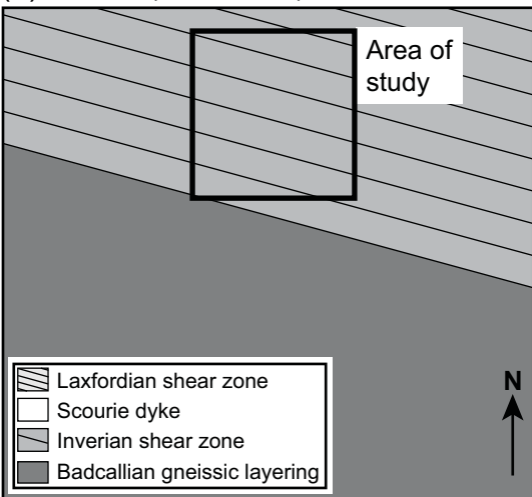 Area of
study
Laxfordian shear zone
Scourie dyke
Inverian shear zone
Badcallian gneissic layering
N